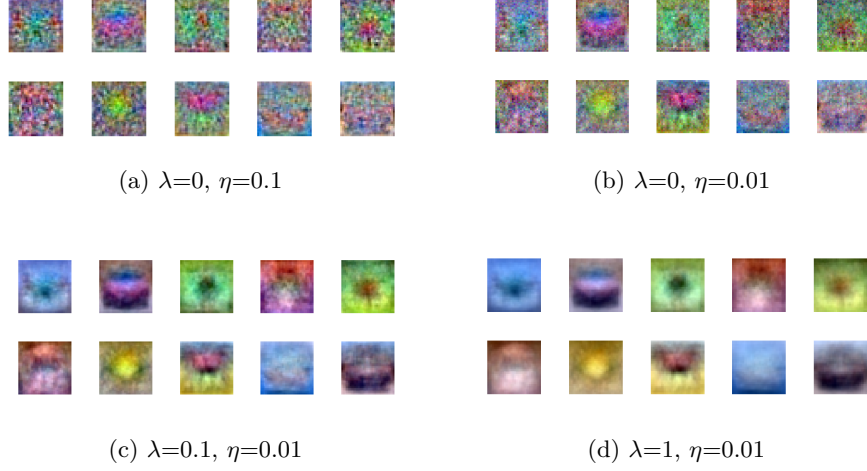 (a) λ=0, η=0.1
(b) λ=0, η=0.01
(c) λ=0.1, η=0.01
(d) λ=1, η=0.01